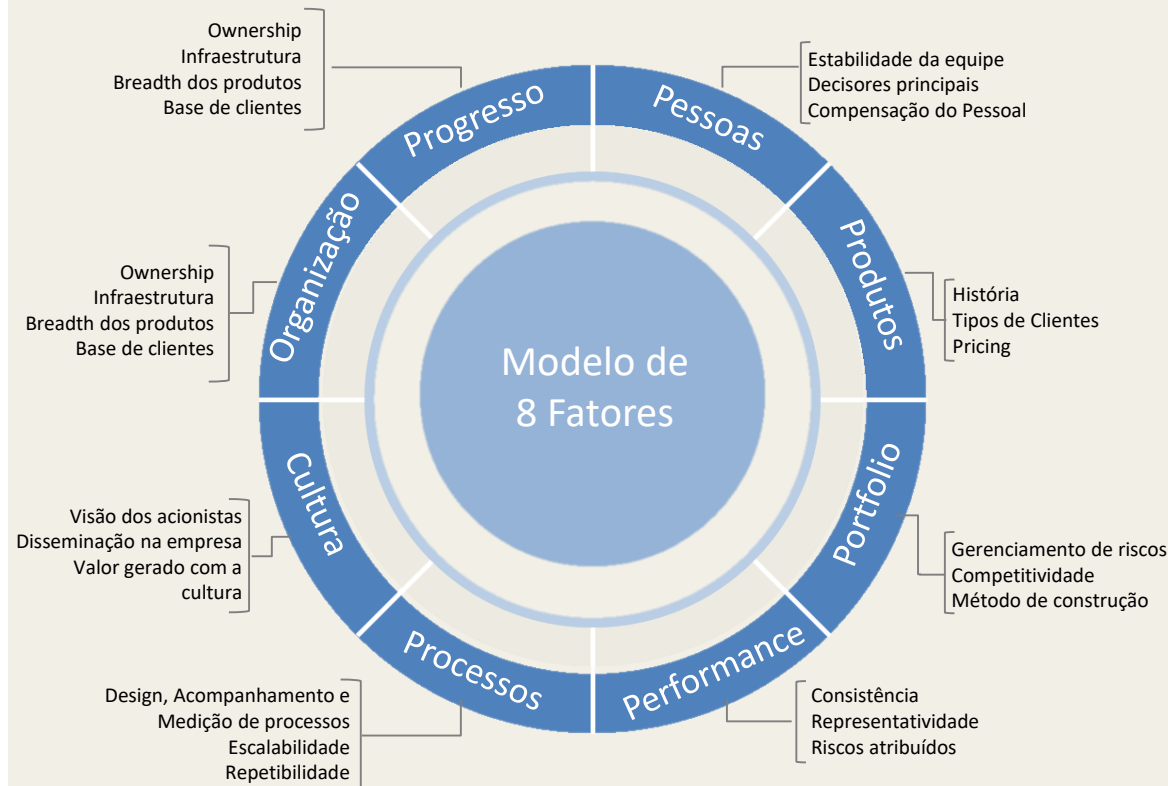 Ownership
Infraestrutura
Breadth dos produtos
Base de clientes
Progresso
Pessoas
Estabilidade da equipe
Decisores principais
Compensação do Pessoal
Organização
Ownership
Infraestrutura
Breadth dos produtos
Base de clientes
Produtos
História
Tipos de Clientes
Pricing
Modelo de
8 Fatores
Cultura
Visão dos acionistas
Disseminação na empresa
Valor gerado com a
cultura
Portfolio
Gerenciamento de riscos
Competitividade
Método de construção
Processos
Design, Acompanhamento e
Medição de processos
Escalabilidade
Repetibilidade
Performance
Consistência
Representatividade
Riscos atribuídos